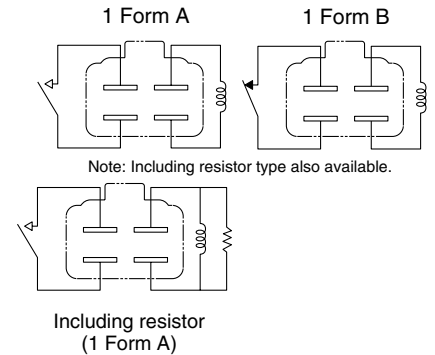 1 Form A
1 Form B
Note: Including resistor type also available.
Including resistor
(1 Form A)